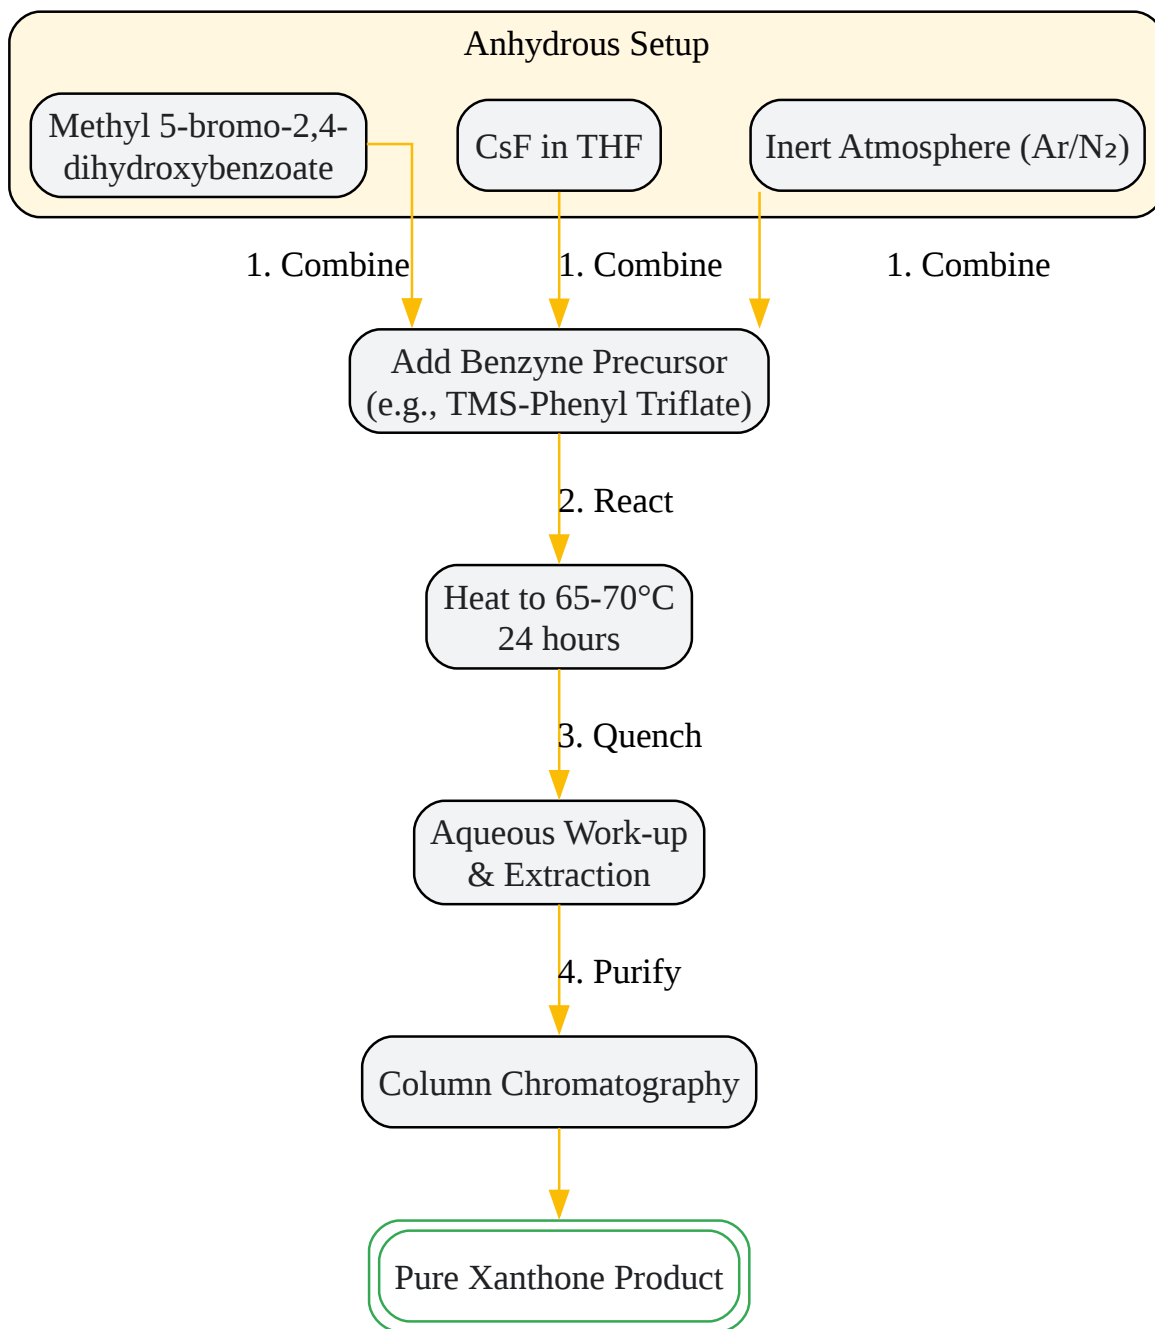 Anhydrous Setup
Methyl 5-bromo-2,4-
dihydroxybenzoate
CsF in THF
Inert Atmosphere (Ar/N₂)
1. Combine
1. Combine
1. Combine
Add Benzyne Precursor
(e.g., TMS-Phenyl Triflate)
2. React
Heat to 65-70°C
24 hours
3. Quench
Aqueous Work-up
& Extraction
4. Purify
Column Chromatography
Pure Xanthone Product